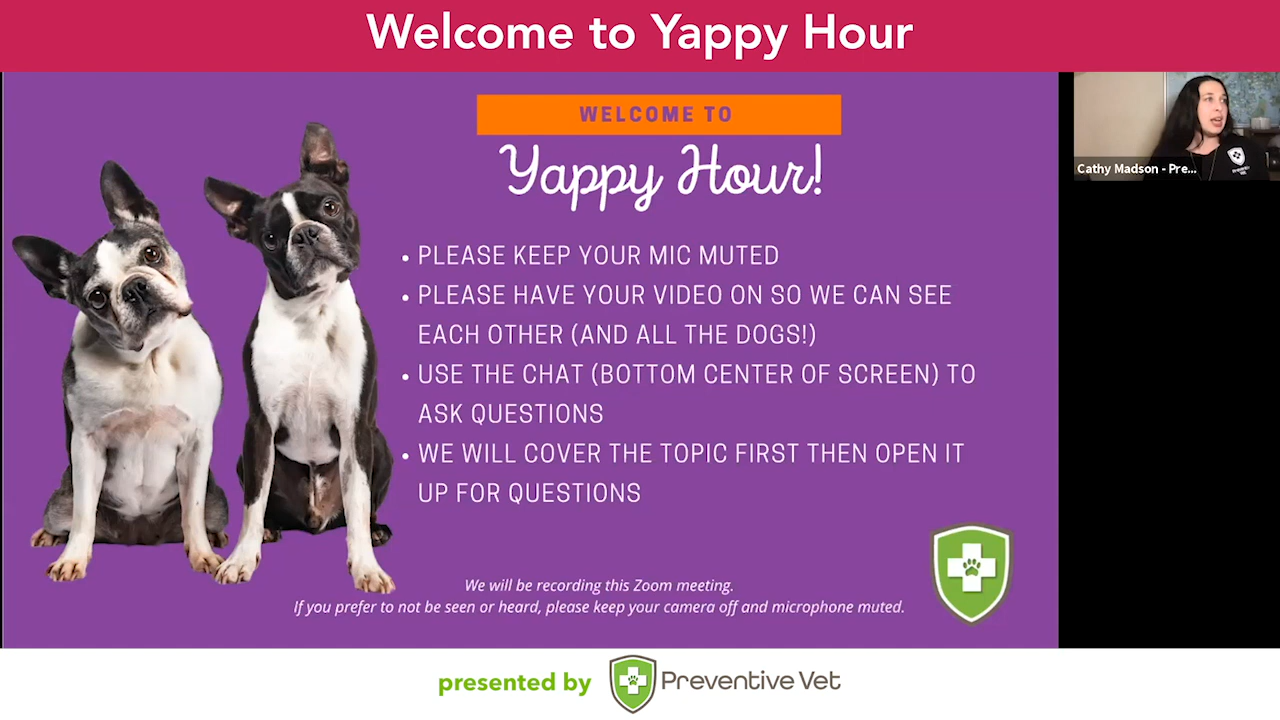 Welcome to Yappy Hour
WELCOME TO
Yappy Hour!
Cathy Madson - Pre...
• PLEASE KEEP YOUR MIC MUTED
• PLEASE HAVE YOUR VIDEO ON SO WE CAN SEE
EACH OTHER (AND ALL THE DOGS!)
• USE THE CHAT (BOTTOM CENTER OF SCREEN) TO
ASK QUESTIONS
• WE WILL COVER THE TOPIC FIRST THEN OPEN IT
UP FOR QUESTIONS
We will be recording this Zoom meeting.
If you prefer to not be seen or heard, please keep your camera off and microphone muted.
presented by Preventive Vet